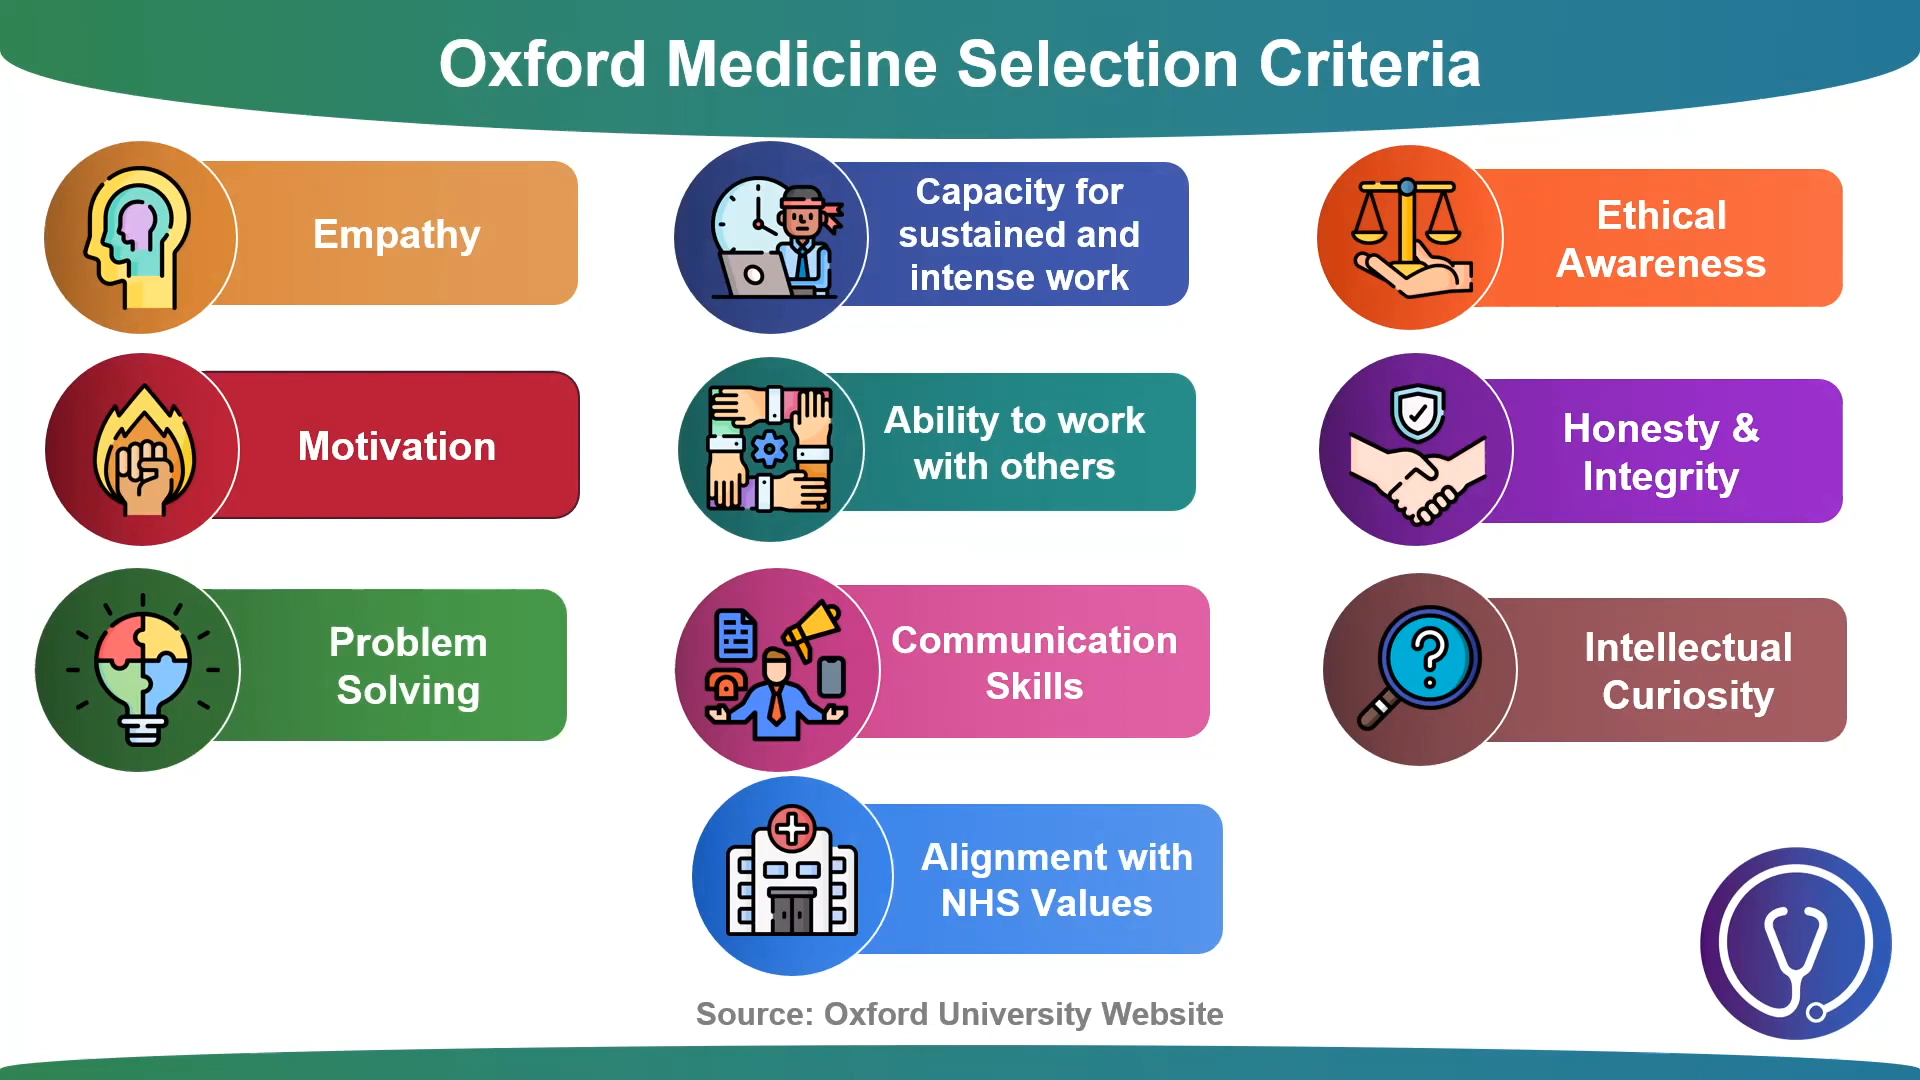 Oxford Medicine Selection Criteria
Empathy
Capacity for
sustained and
intense work
Ethical
Awareness
Motivation
Ability to work
with others
Honesty &
Integrity
Problem
Solving
Communication
Skills
Intellectual
Curiosity
Alignment with
NHS Values
Source: Oxford University Website